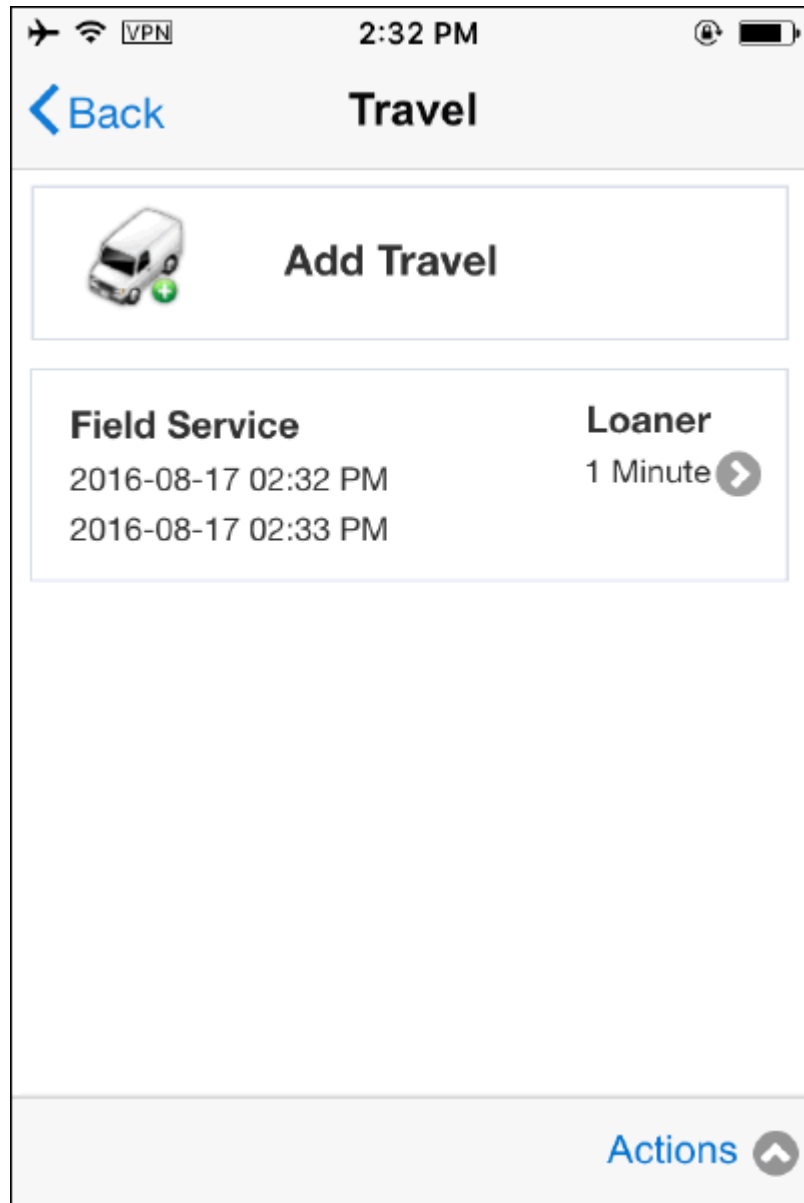 VPN 2:32 PM
Back Travel
Add Travel
Field Service Loaner
2016-08-17 02:32 PM 1 Minute
2016-08-17 02:33 PM
Actions